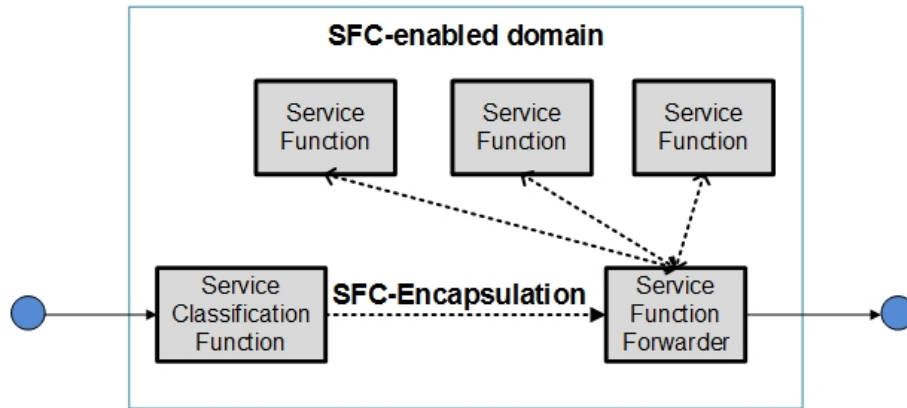 SFC-enabled domain
Service
Function
Service
Function
Service
Function
Service
Classification
Function
SFC-Encapsulation
Service
Function
Forwarder